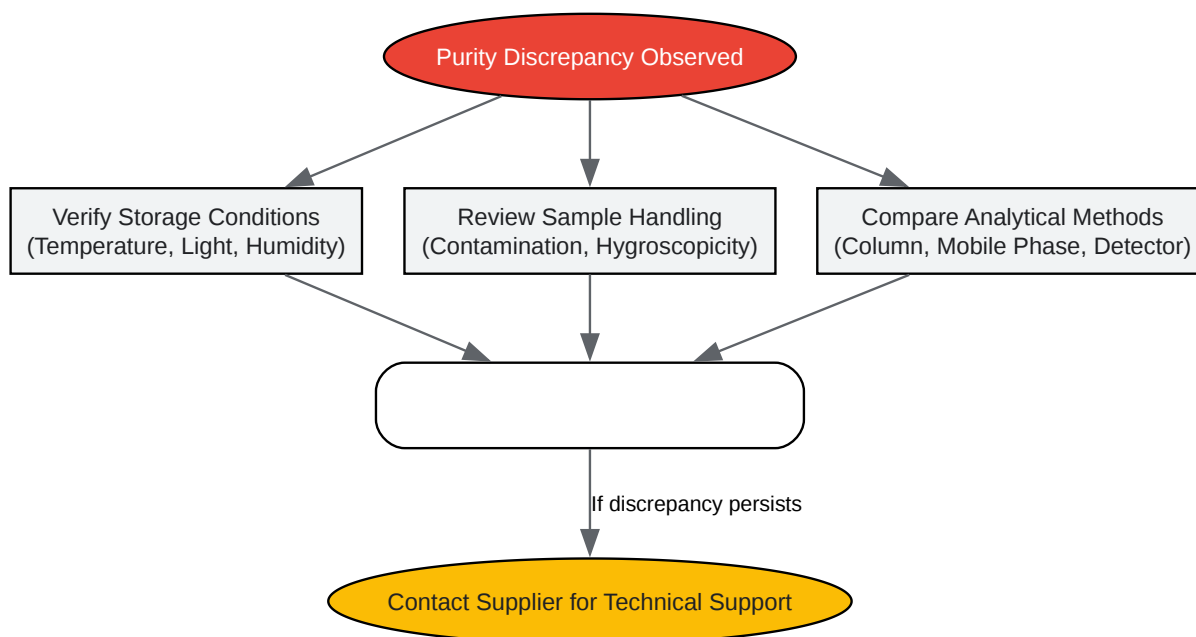 Purity Discrepancy Observed
Verify Storage Conditions
(Temperature, Light, Humidity)
Review Sample Handling
(Contamination, Hygroscopicity)
Compare Analytical Methods
(Column, Mobile Phase, Detector)
If discrepancy persists
Contact Supplier for Technical Support